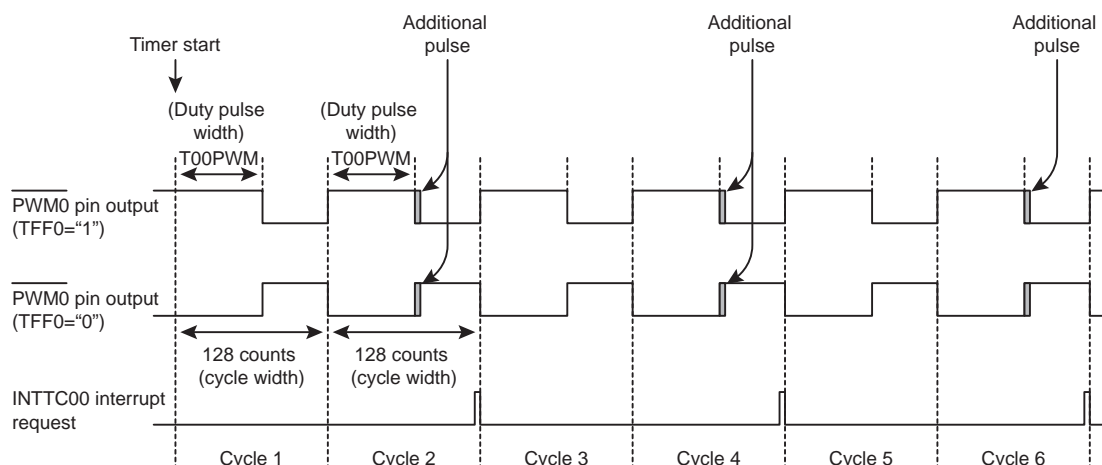 Timer start
Additional
pulse
Additional
pulse
Additional
pulse
(Duty pulse
width)
T00PWM
(Duty pulse
width)
T00PWM
PWM0 pin output
(TFF0=“1”)
PWM0 pin output
(TFF0=“0”)
128 counts
(cycle width)
128 counts
(cycle width)
INTTC00 interrupt
request
Cycle 1
Cycle 2
Cycle 3
Cycle 4
Cycle 5
Cycle 6